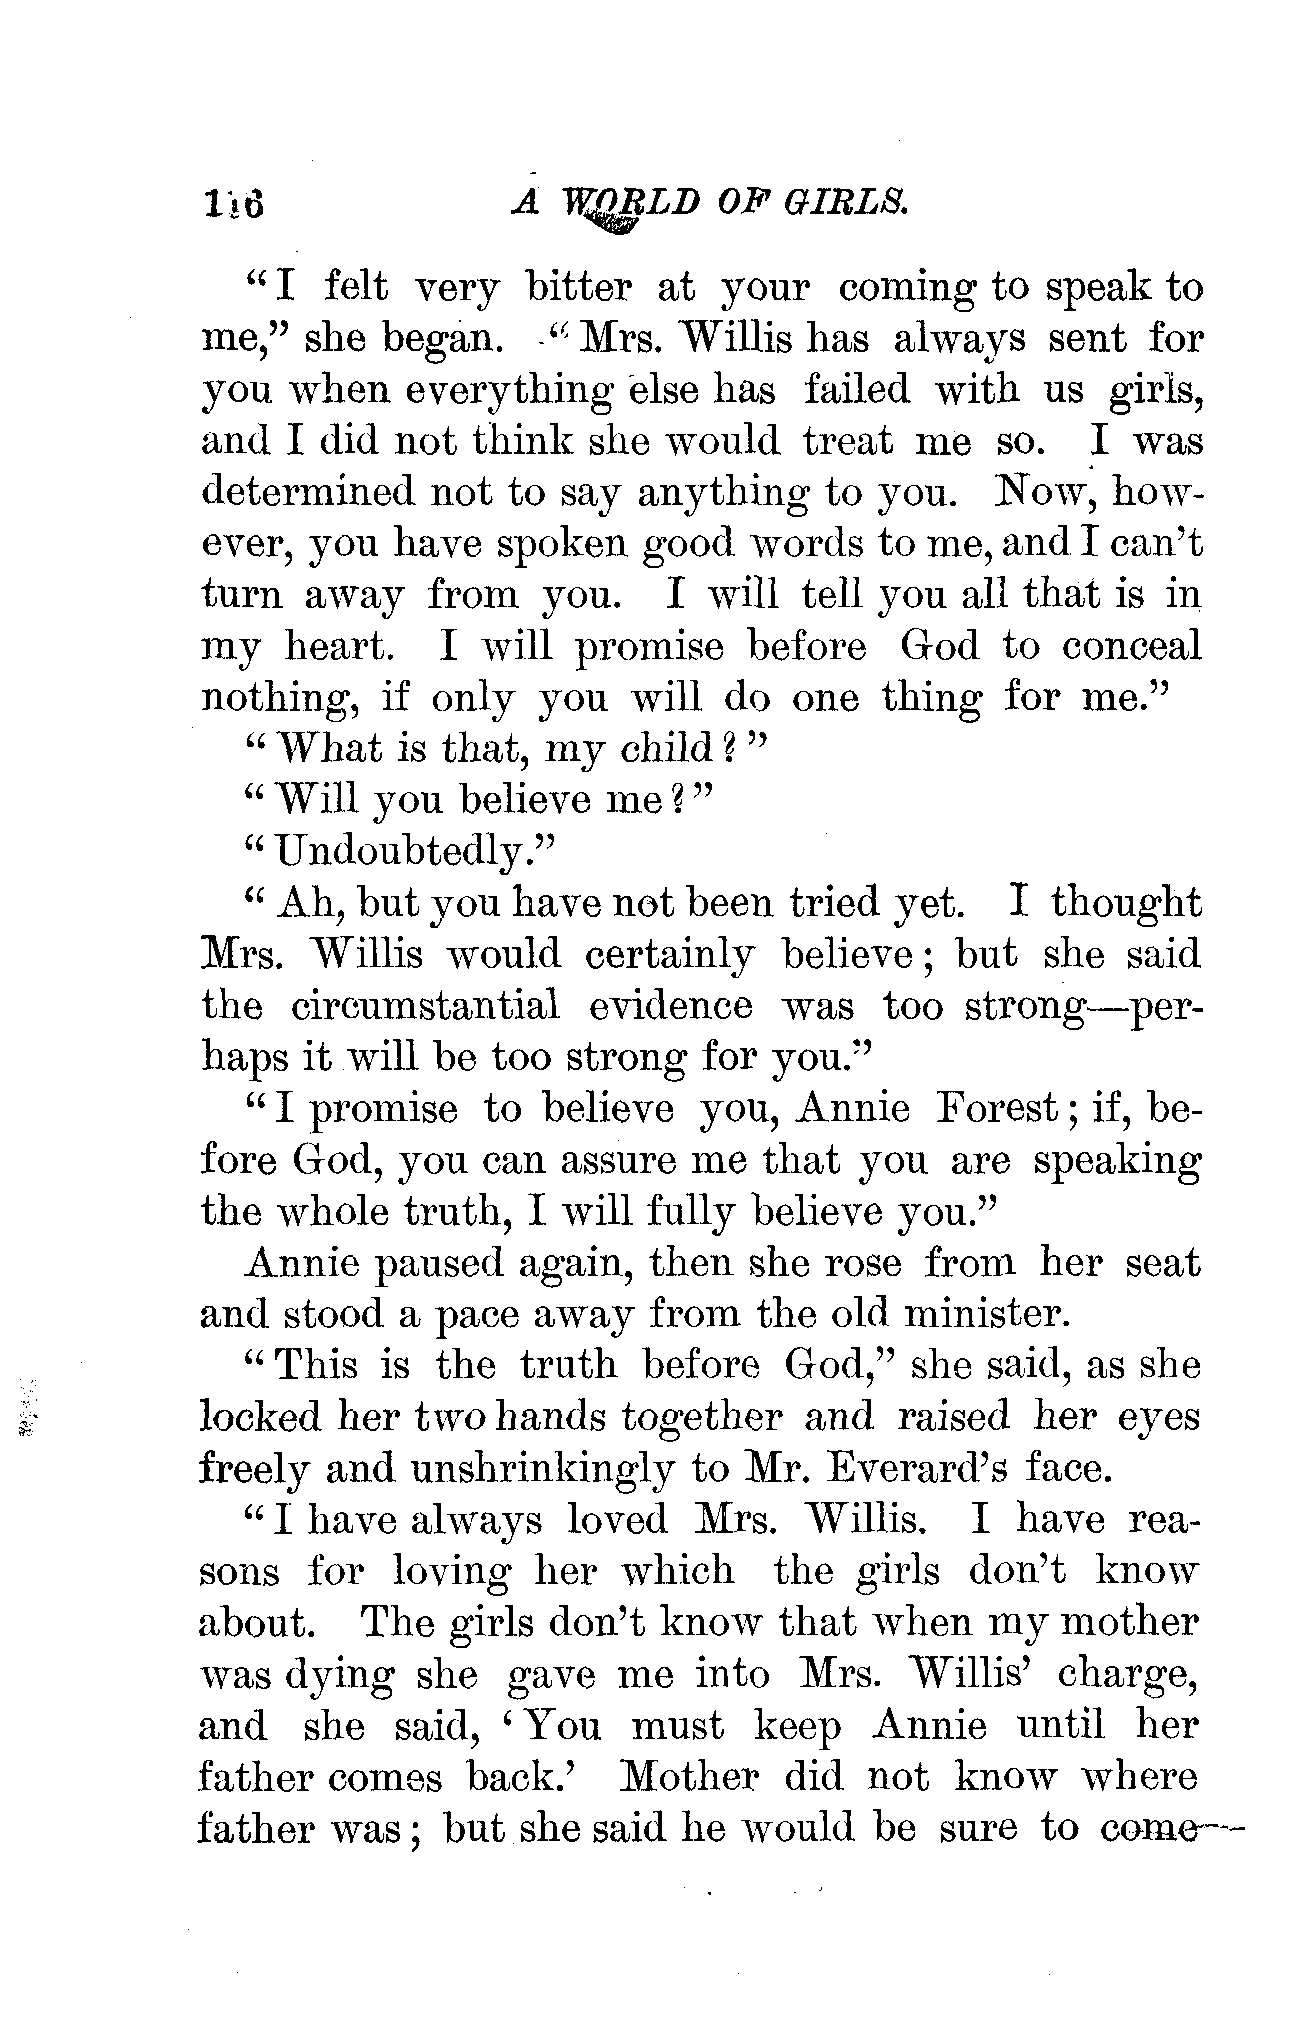 116 A WORLD OF GIRLS.
“I felt very bitter at your coming to speak to
me,” she began. “Mrs. Willis has always sent for
you when everything else has failed with us girls,
and I did not think she would treat me so. I was
determined not to say anything to you. Now, how-
ever, you have spoken good words to me, and I can’t
turn away from you. I will tell you all that is in
my heart. I will promise before God to conceal
nothing, if only you will do one thing for me.”
“What is that, my child?”
“Will you believe me?”
“Undoubtedly.”
“Ah, but you have not been tried yet. I thought
Mrs. Willis would certainly believe; but she said
the circumstantial evidence was too strong—per-
haps it will be too strong for you.”
“I promise to believe you, Annie Forest; if, be-
fore God, you can assure me that you are speaking
the whole truth, I will fully believe you.”
Annie paused again, then she rose from her seat
and stood a pace away from the old minister.
“This is the truth before God,” she said, as she
locked her two hands together and raised her eyes
freely and unshrinkingly to Mr. Everard’s face.
“I have always loved Mrs. Willis. I have rea-
sons for loving her which the girls don’t know
about. The girls don’t know that when my mother
was dying she gave me into Mrs. Willis’ charge,
and she said, ‘You must keep Annie until her
father comes back.’ Mother did not know where
father was; but she said he would be sure to come—